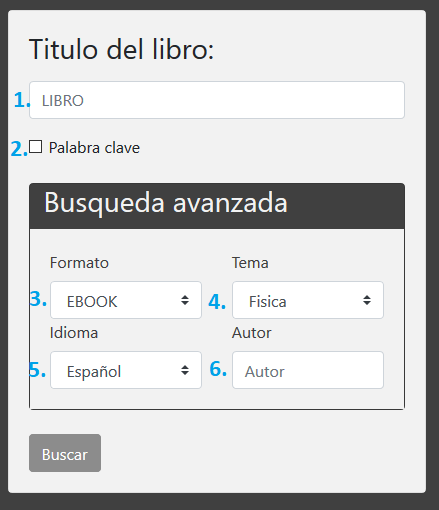 Titulo del libro:
1. LIBRO
2. Palabra clave
Busqueda avanzada
Formato Tema
3. EBOOK 4. Fisica
Idioma Autor
5. Español 6. Autor
Buscar